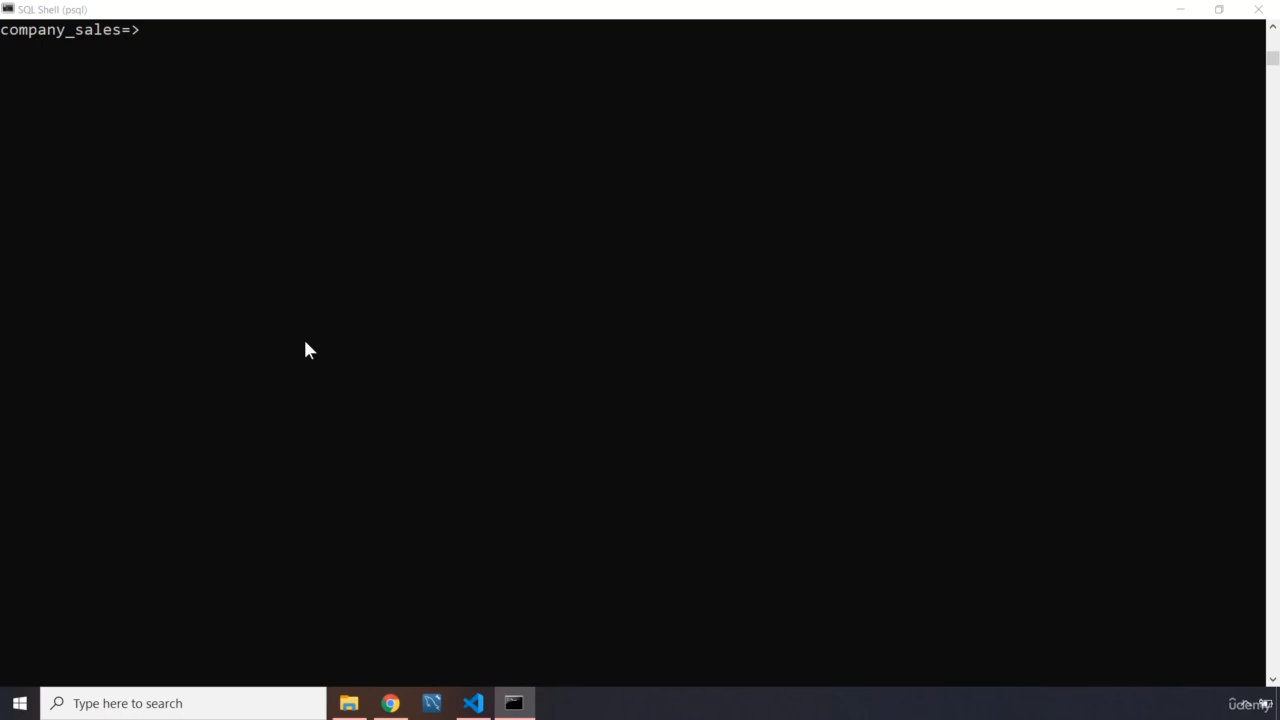 SQL Shell (psql)
company_sales=>
Type here to search
udemy